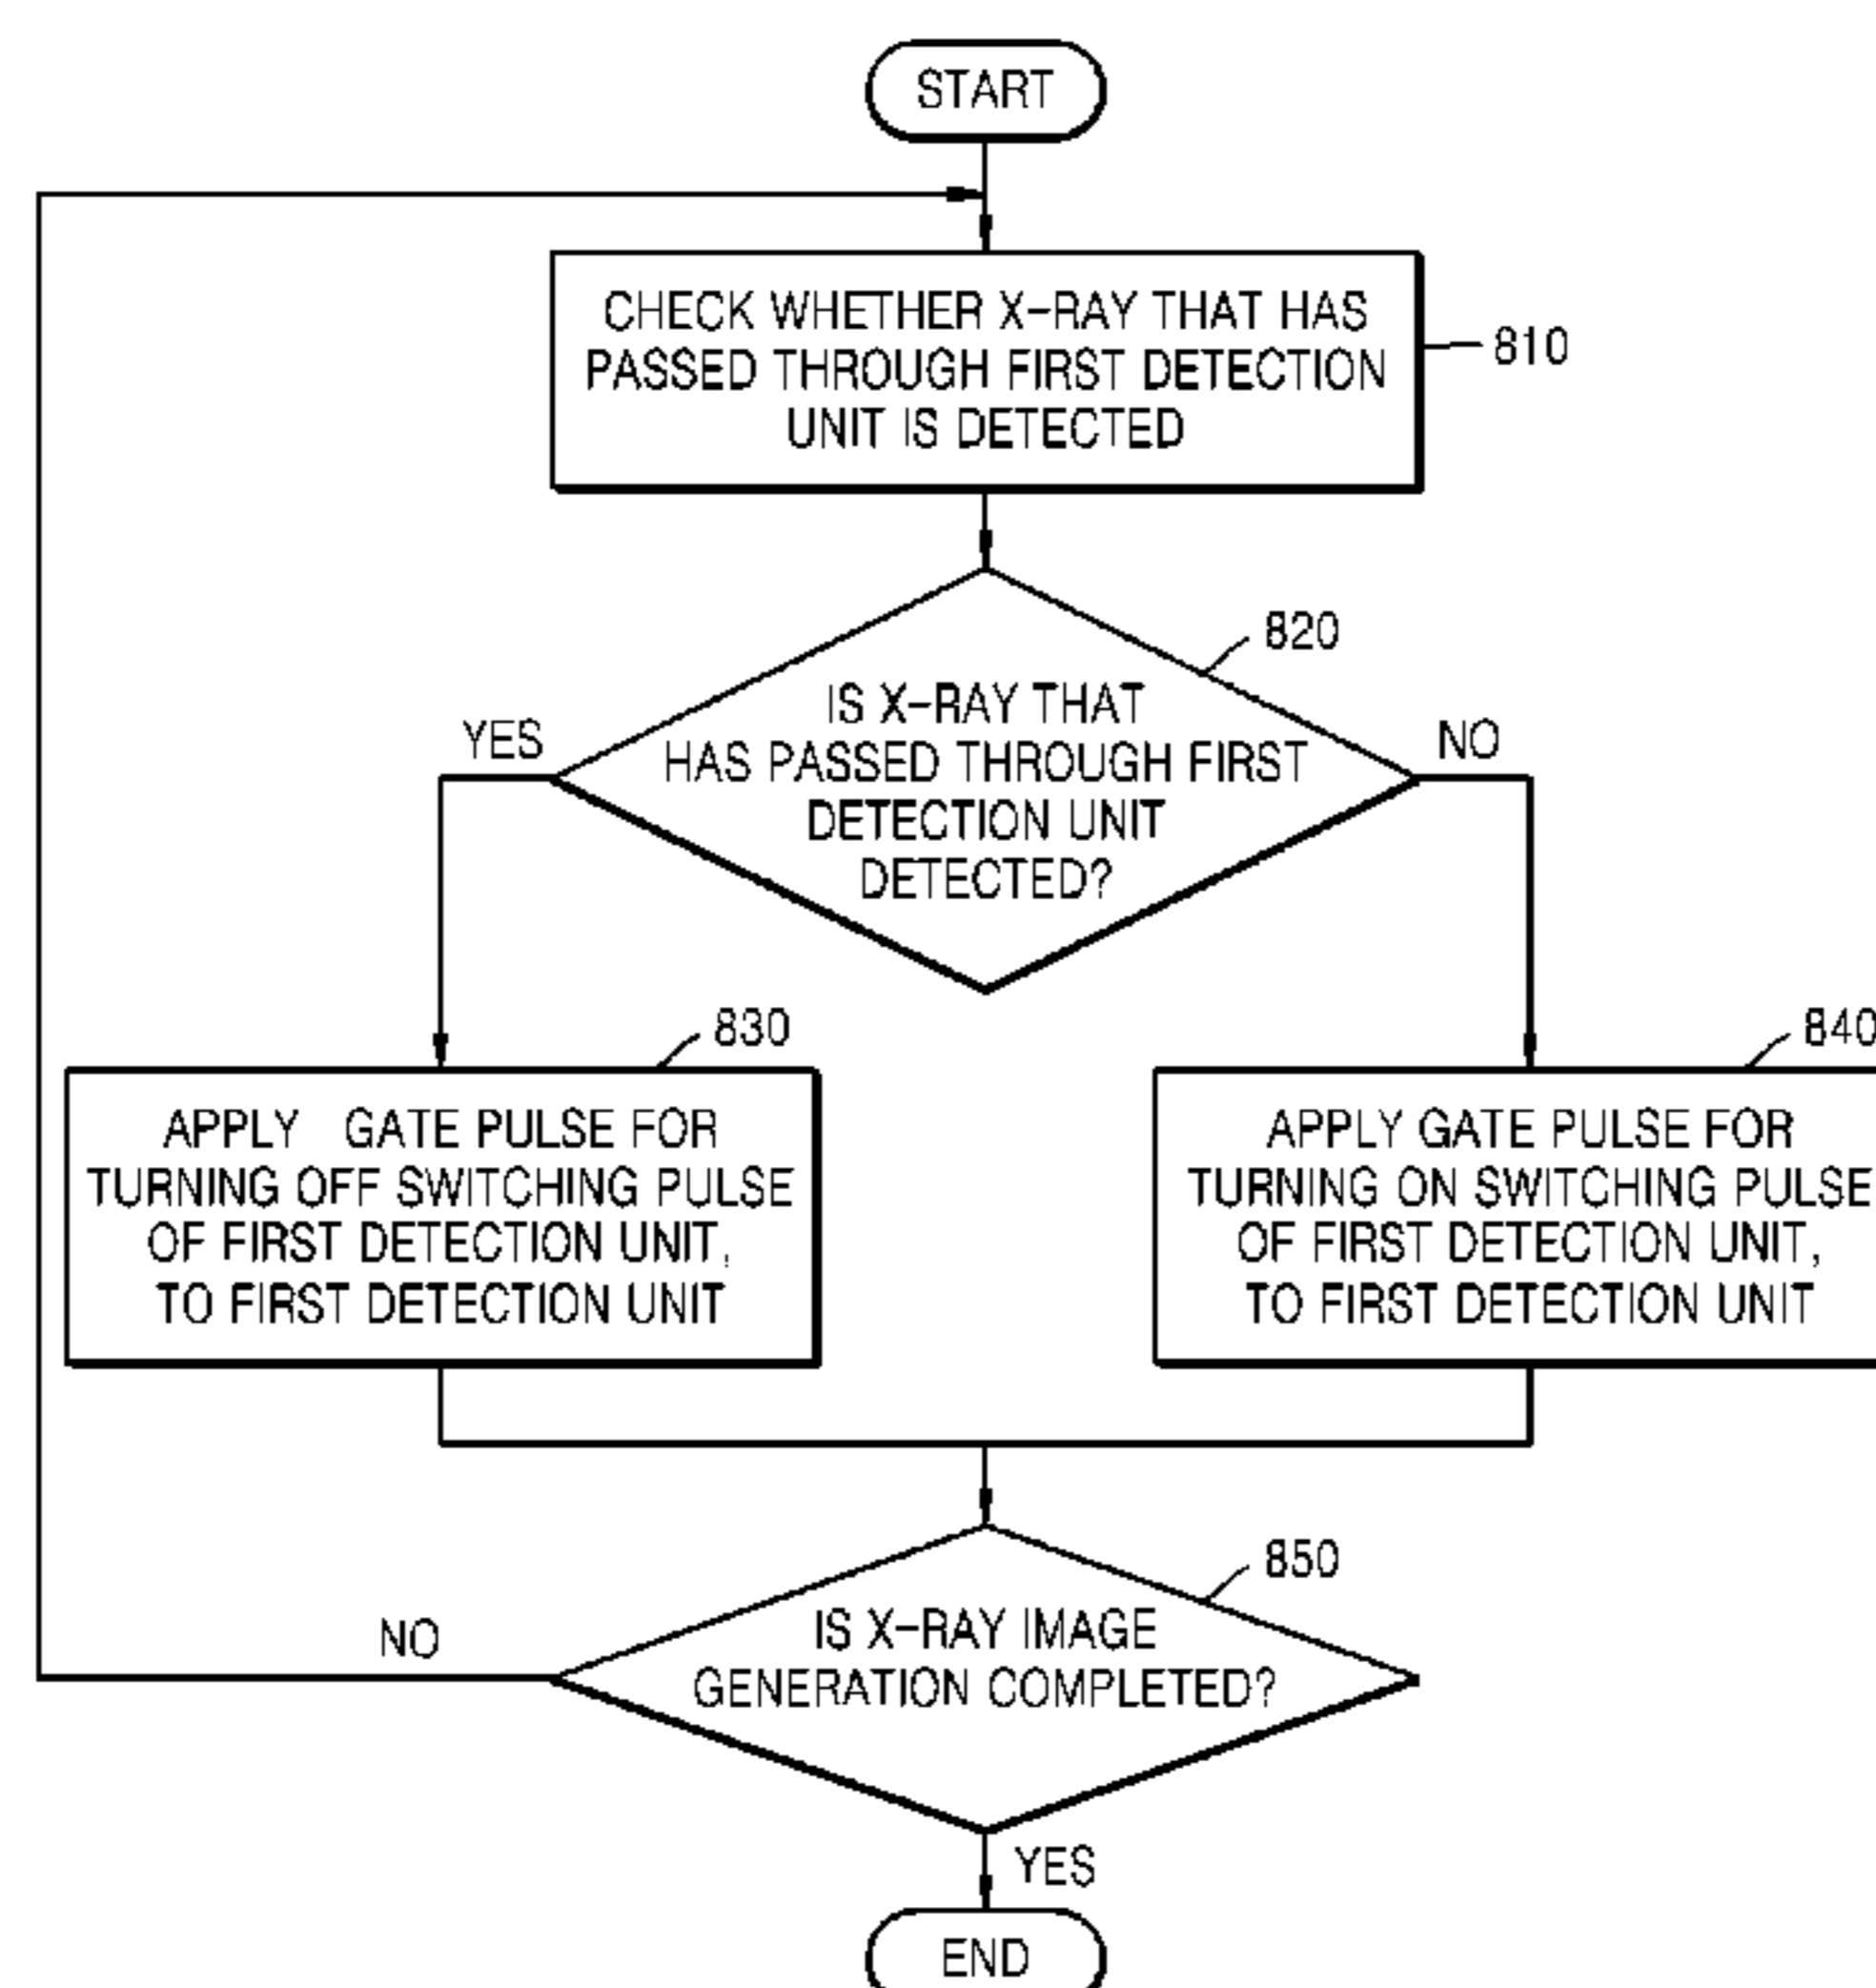 START
CHECK WHETHER X-RAY THAT HAS
PASSED THROUGH FIRST DETECTION
UNIT IS DETECTED
810
820
IS X-RAY THAT
HAS PASSED THROUGH FIRST
DETECTION UNIT
DETECTED?
YES
NO
830
APPLY GATE PULSE FOR
TURNING OFF SWITCHING PULSE
OF FIRST DETECTION UNIT,
TO FIRST DETECTION UNIT
840
APPLY GATE PULSE FOR
TURNING ON SWITCHING PULSE
OF FIRST DETECTION UNIT,
TO FIRST DETECTION UNIT
850
IS X-RAY IMAGE
GENERATION COMPLETED?
NO
YES
END